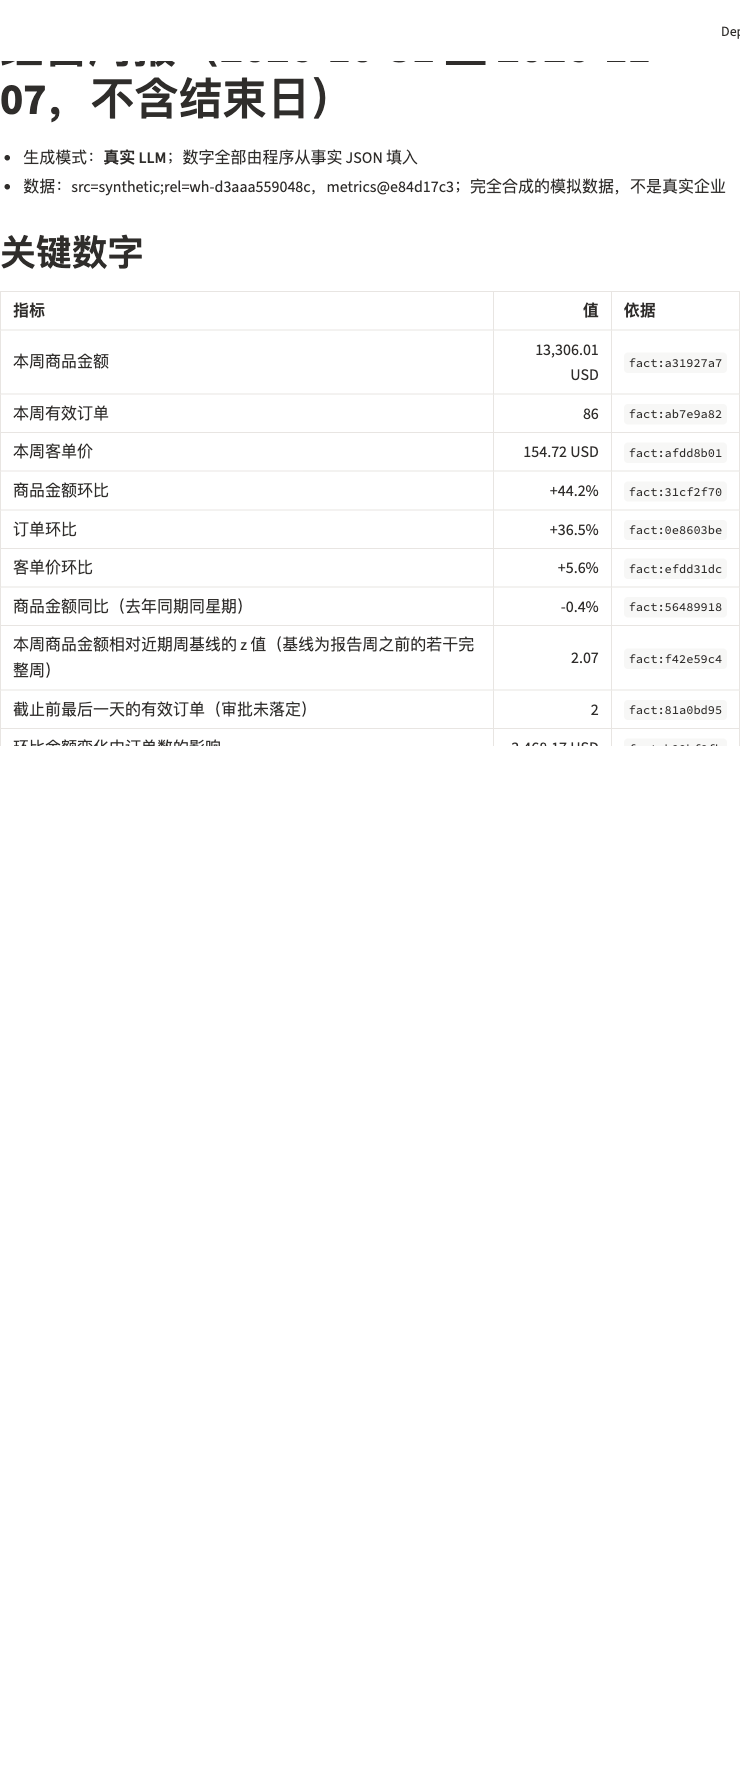 Dep
07，不含结束日）
• 生成模式：真实 LLM；数字全部由程序从事实 JSON 填入
• 数据：src=synthetic;rel=wh-d3aaa559048c，metrics@e84d17c3；完全合成的模拟数据，不是真实企业
关键数字
指标 值 依据
本周商品金额 13,306.01 USD fact:a31927a7
本周有效订单 86 fact:ab7e9a82
本周客单价 154.72 USD fact:afdd8b01
商品金额环比 +44.2% fact:31cf2f70
订单环比 +36.5% fact:0e8603be
客单价环比 +5.6% fact:efdd31dc
商品金额同比（去年同期同星期） -0.4% fact:56489918
本周商品金额相对近期周基线的 z 值（基线为报告周之前的若干完
整周） 2.07 fact:f42e59c4
截止前最后一天的有效订单（审批未落定） 2 fact:81a0bd95